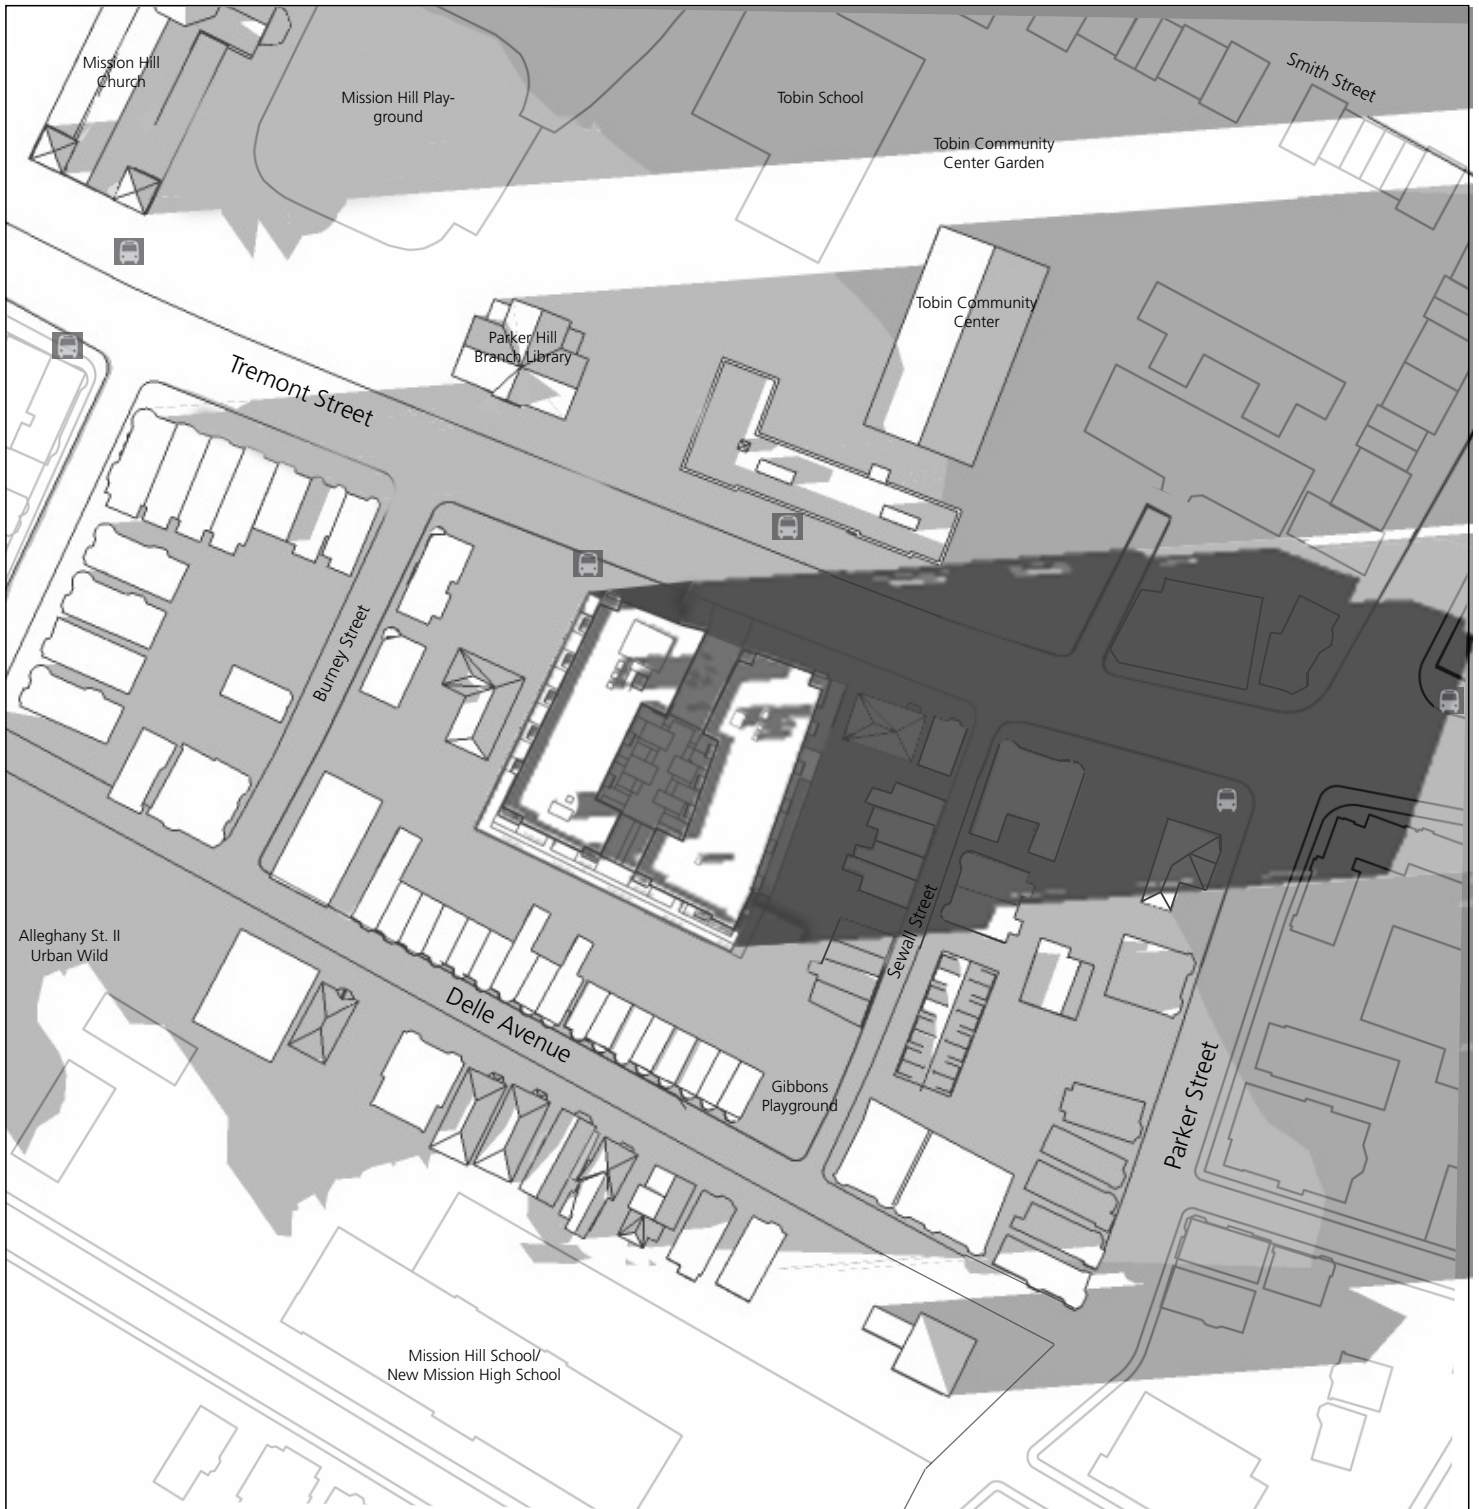 Mission Hill
Church
Mission Hill Play-
ground
Tobin School
Smith Street
Tobin Community
Center Garden
Tobin Community
Center
Parker Hill
Branch Library
Tremont Street
Burney Street
Sewall Street
Alleghany St. II
Urban Wild
Delle Avenue
Gibbons
Playground
Parker Street
Mission Hill School/
New Mission High School